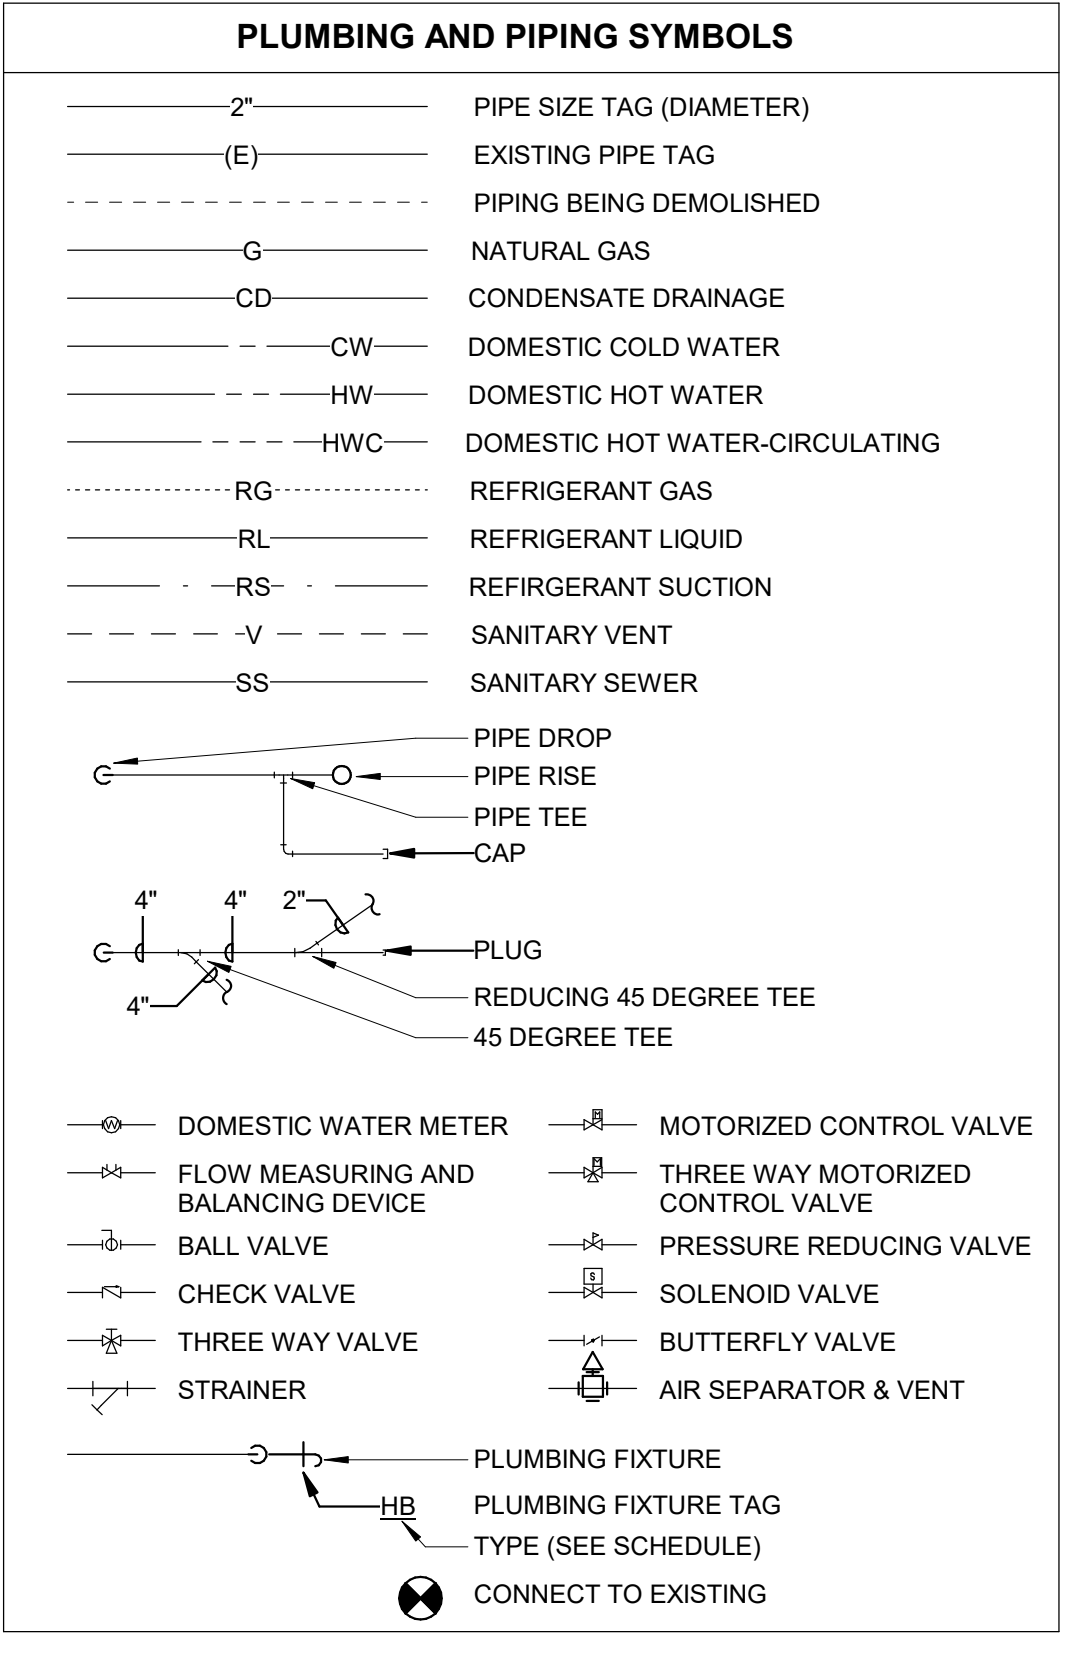 PLUMBING AND PIPING SYMBOLS
2" PIPE SIZE TAG (DIAMETER)
(E) EXISTING PIPE TAG
PIPING BEING DEMOLISHED
G NATURAL GAS
CD CONDENSATE DRAINAGE
CW DOMESTIC COLD WATER
HW DOMESTIC HOT WATER
HWC DOMESTIC HOT WATER-CIRCULATING
RG REFRIGERANT GAS
RL REFRIGERANT LIQUID
RS REFIRGERANT SUCTION
V SANITARY VENT
SS SANITARY SEWER
PIPE DROP
PIPE RISE
PIPE TEE
CAP
4" 4" 2"
PLUG
4"
REDUCING 45 DEGREE TEE
45 DEGREE TEE
W DOMESTIC WATER METER
M MOTORIZED CONTROL VALVE
FLOW MEASURING AND
BALANCING DEVICE
M THREE WAY MOTORIZED
CONTROL VALVE
BALL VALVE
PRESSURE REDUCING VALVE
CHECK VALVE
S SOLENOID VALVE
THREE WAY VALVE
BUTTERFLY VALVE
STRAINER
AIR SEPARATOR & VENT
PLUMBING FIXTURE
HB PLUMBING FIXTURE TAG
TYPE (SEE SCHEDULE)
CONNECT TO EXISTING